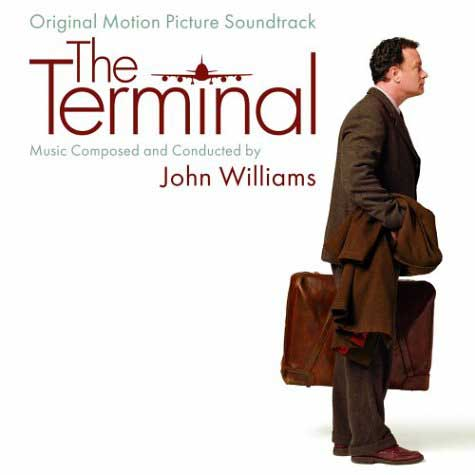 Original Motion Picture Soundtrack
The
Terminal
Music Composed and Conducted by
John Williams